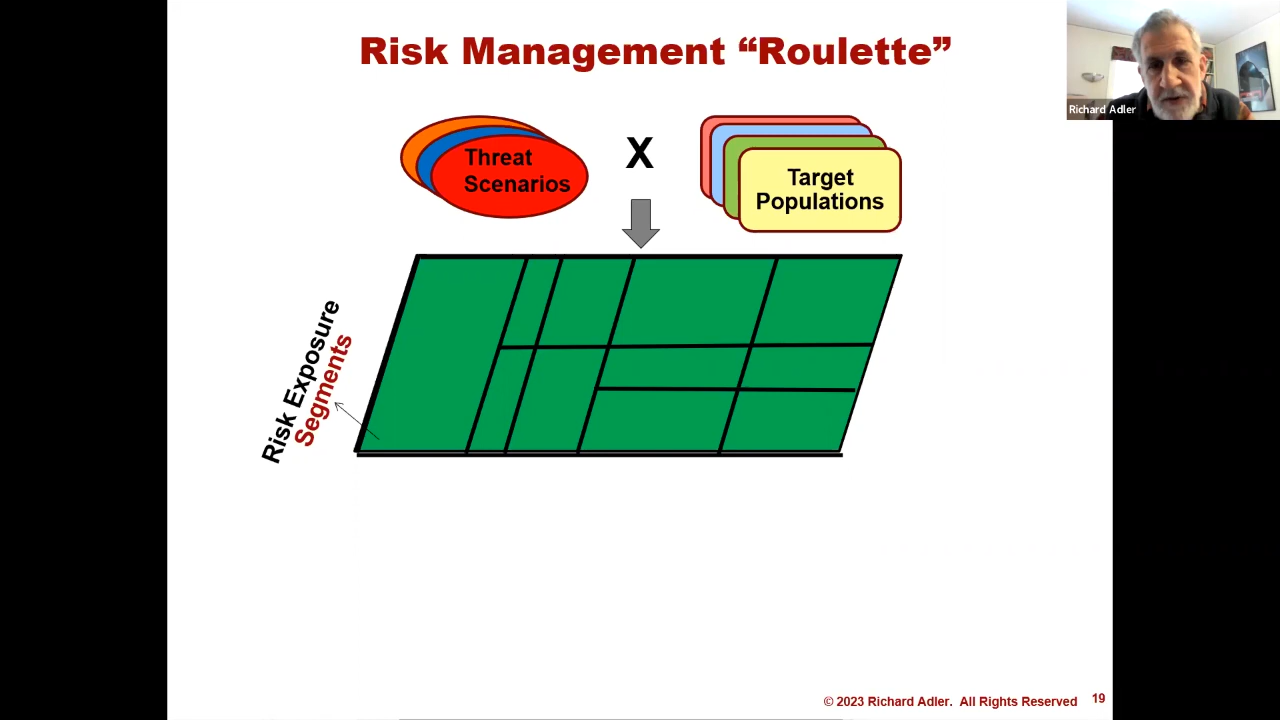 Risk Management “Roulette”
Richard Adler
Threat
Scenarios
X
Target
Populations
Risk Exposure
Segments
© 2023 Richard Adler. All Rights Reserved
19